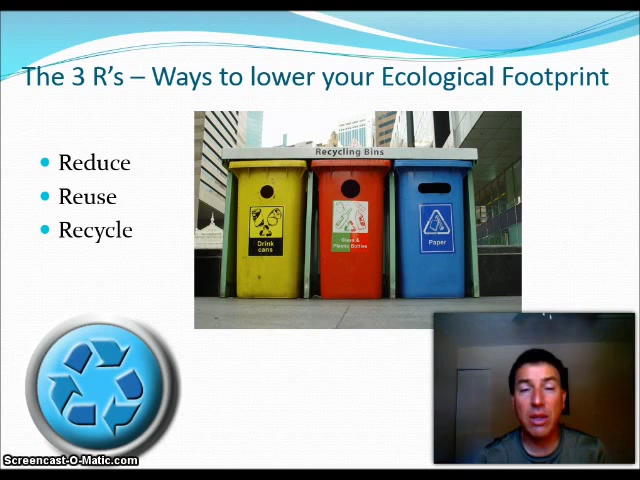 The 3 R's – Ways to lower your Ecological Footprint
Reduce
Reuse
Recycle
Recycling Bins
Drink
cans
Glass &
Plastic Bottles
Paper
Screencast-O-Matic.com